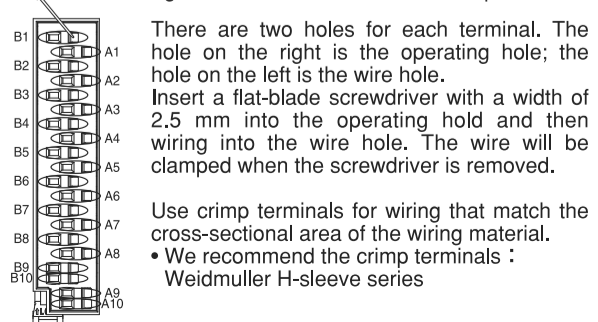 There are two holes for each terminal. The
hole on the right is the operating hole; the
hole on the left is the wire hole.
Insert a flat-blade screwdriver with a width of
2.5 mm into the operating hold and then
wiring into the wire hole. The wire will be
clamped when the screwdriver is removed.
Use crimp terminals for wiring that match the
cross-sectional area of the wiring material.
• We recommend the crimp terminals :
Weidmuller H-sleeve series
B1
A1
B2
A2
B3
A3
B4
A4
B5
A5
B6
A6
B7
A7
B8
A8
B9
B10
A9
A10